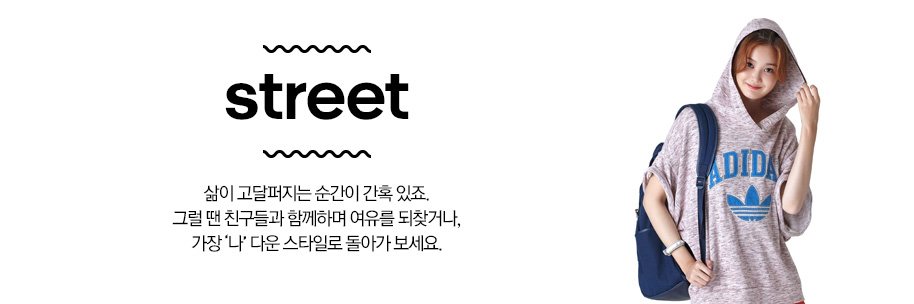 street
삶이 고달퍼지는 순간이 간혹 있죠.
그럴 땐 친구들과 함께하며 여유를 되찾거나,
가장 ‘나’ 다운 스타일로 돌아가 보세요.
ADIDA